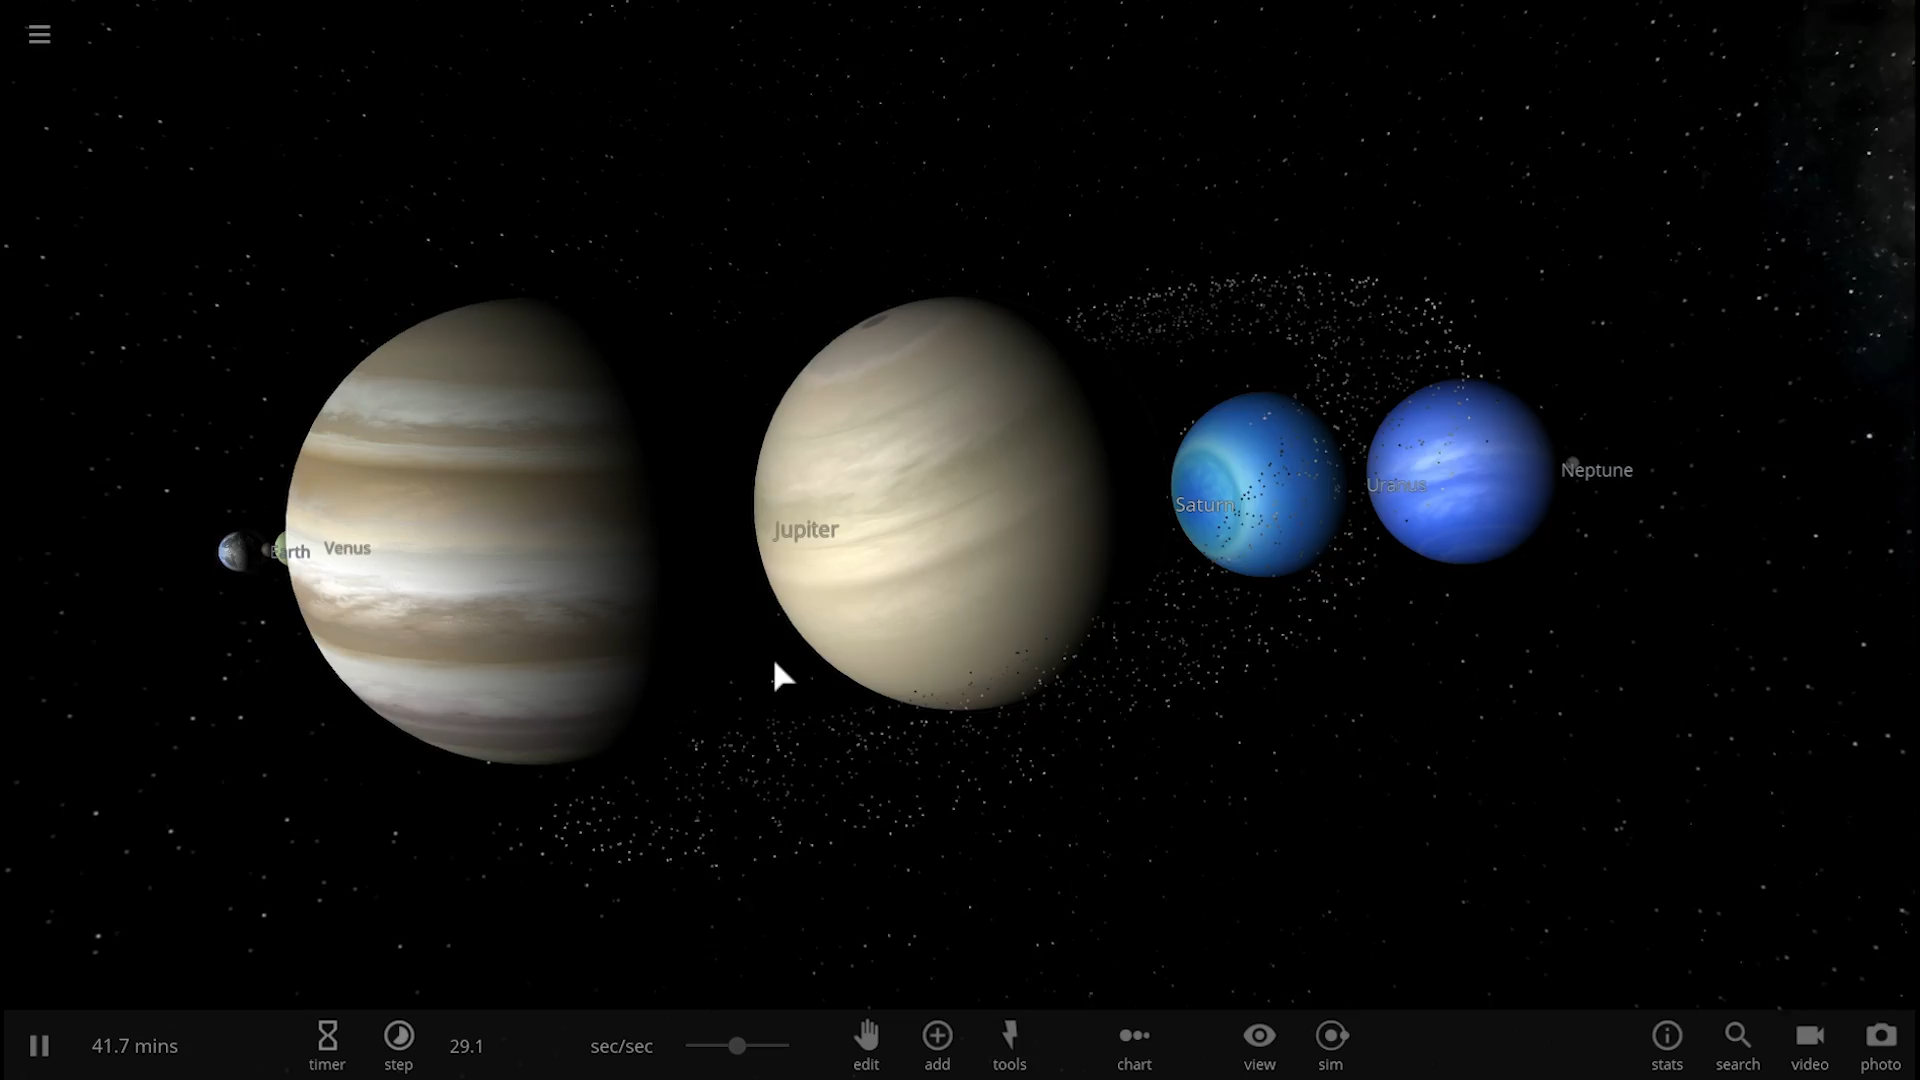 Neptune
Uranus
Saturn
Jupiter
Earth
Venus
41.7 mins
timer
step
29.1
sec/sec
edit
add
tools
chart
view
sim
stats
search
video
photo